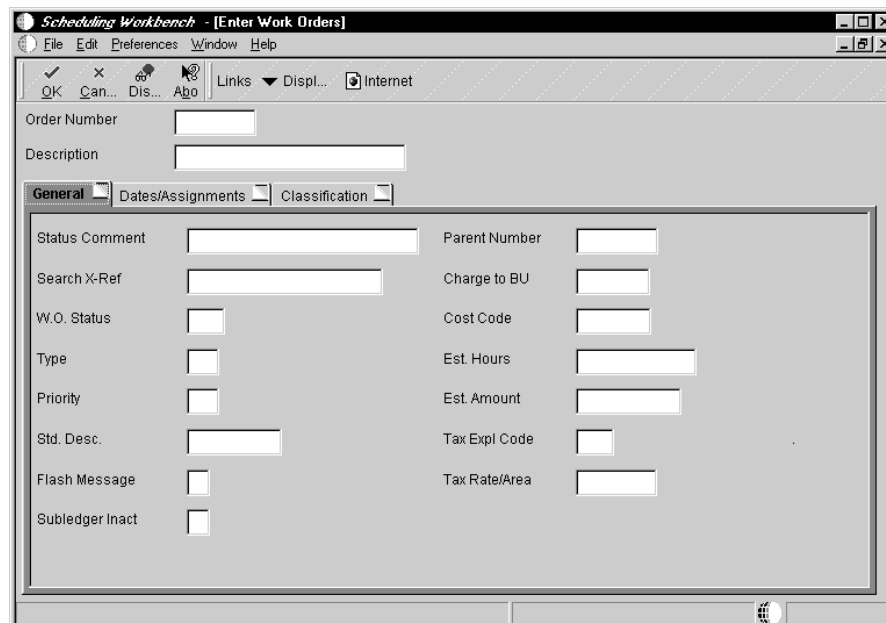 Scheduling Workbench - [Enter Work Orders]
File Edit Preferences Window Help
OK Can... Dis... Abo Links Displ... Internet
Order Number
Description
General Dates/Assignments Classification
Status Comment Parent Number
Search X-Ref Charge to BU
W.O. Status Cost Code
Type Est. Hours
Priority Est. Amount
Std. Desc. Tax Expl Code
Flash Message Tax Rate/Area
Subledger Inact